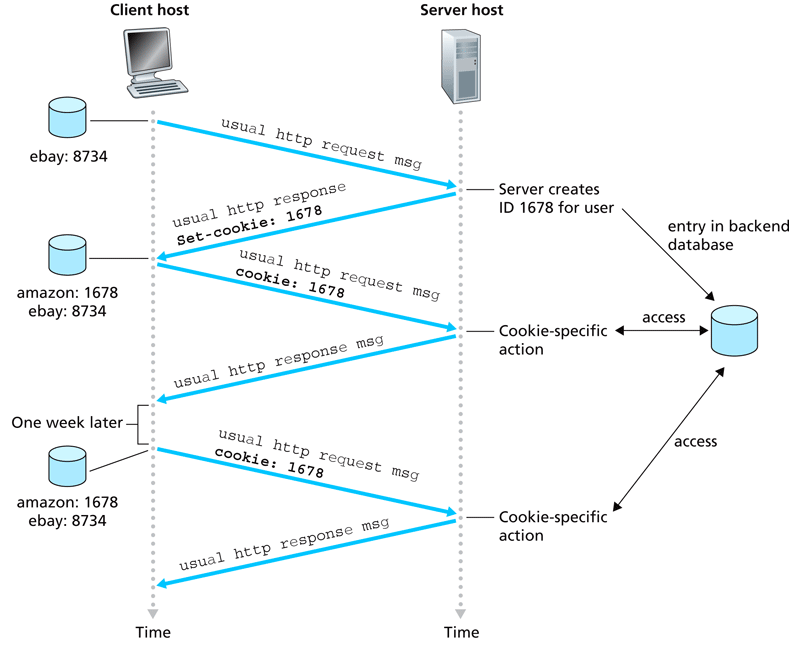 Client host
Server host
usual http request msg
ebay: 8734
Server creates
ID 1678 for user
usual http response
Set-cookie: 1678
entry in backend
database
usual http request msg
cookie: 1678
amazon: 1678
ebay: 8734
access
Cookie-specific
action
usual http response msg
One week later
usual http request msg
cookie: 1678
access
amazon: 1678
ebay: 8734
Cookie-specific
action
usual http response msg
Time
Time